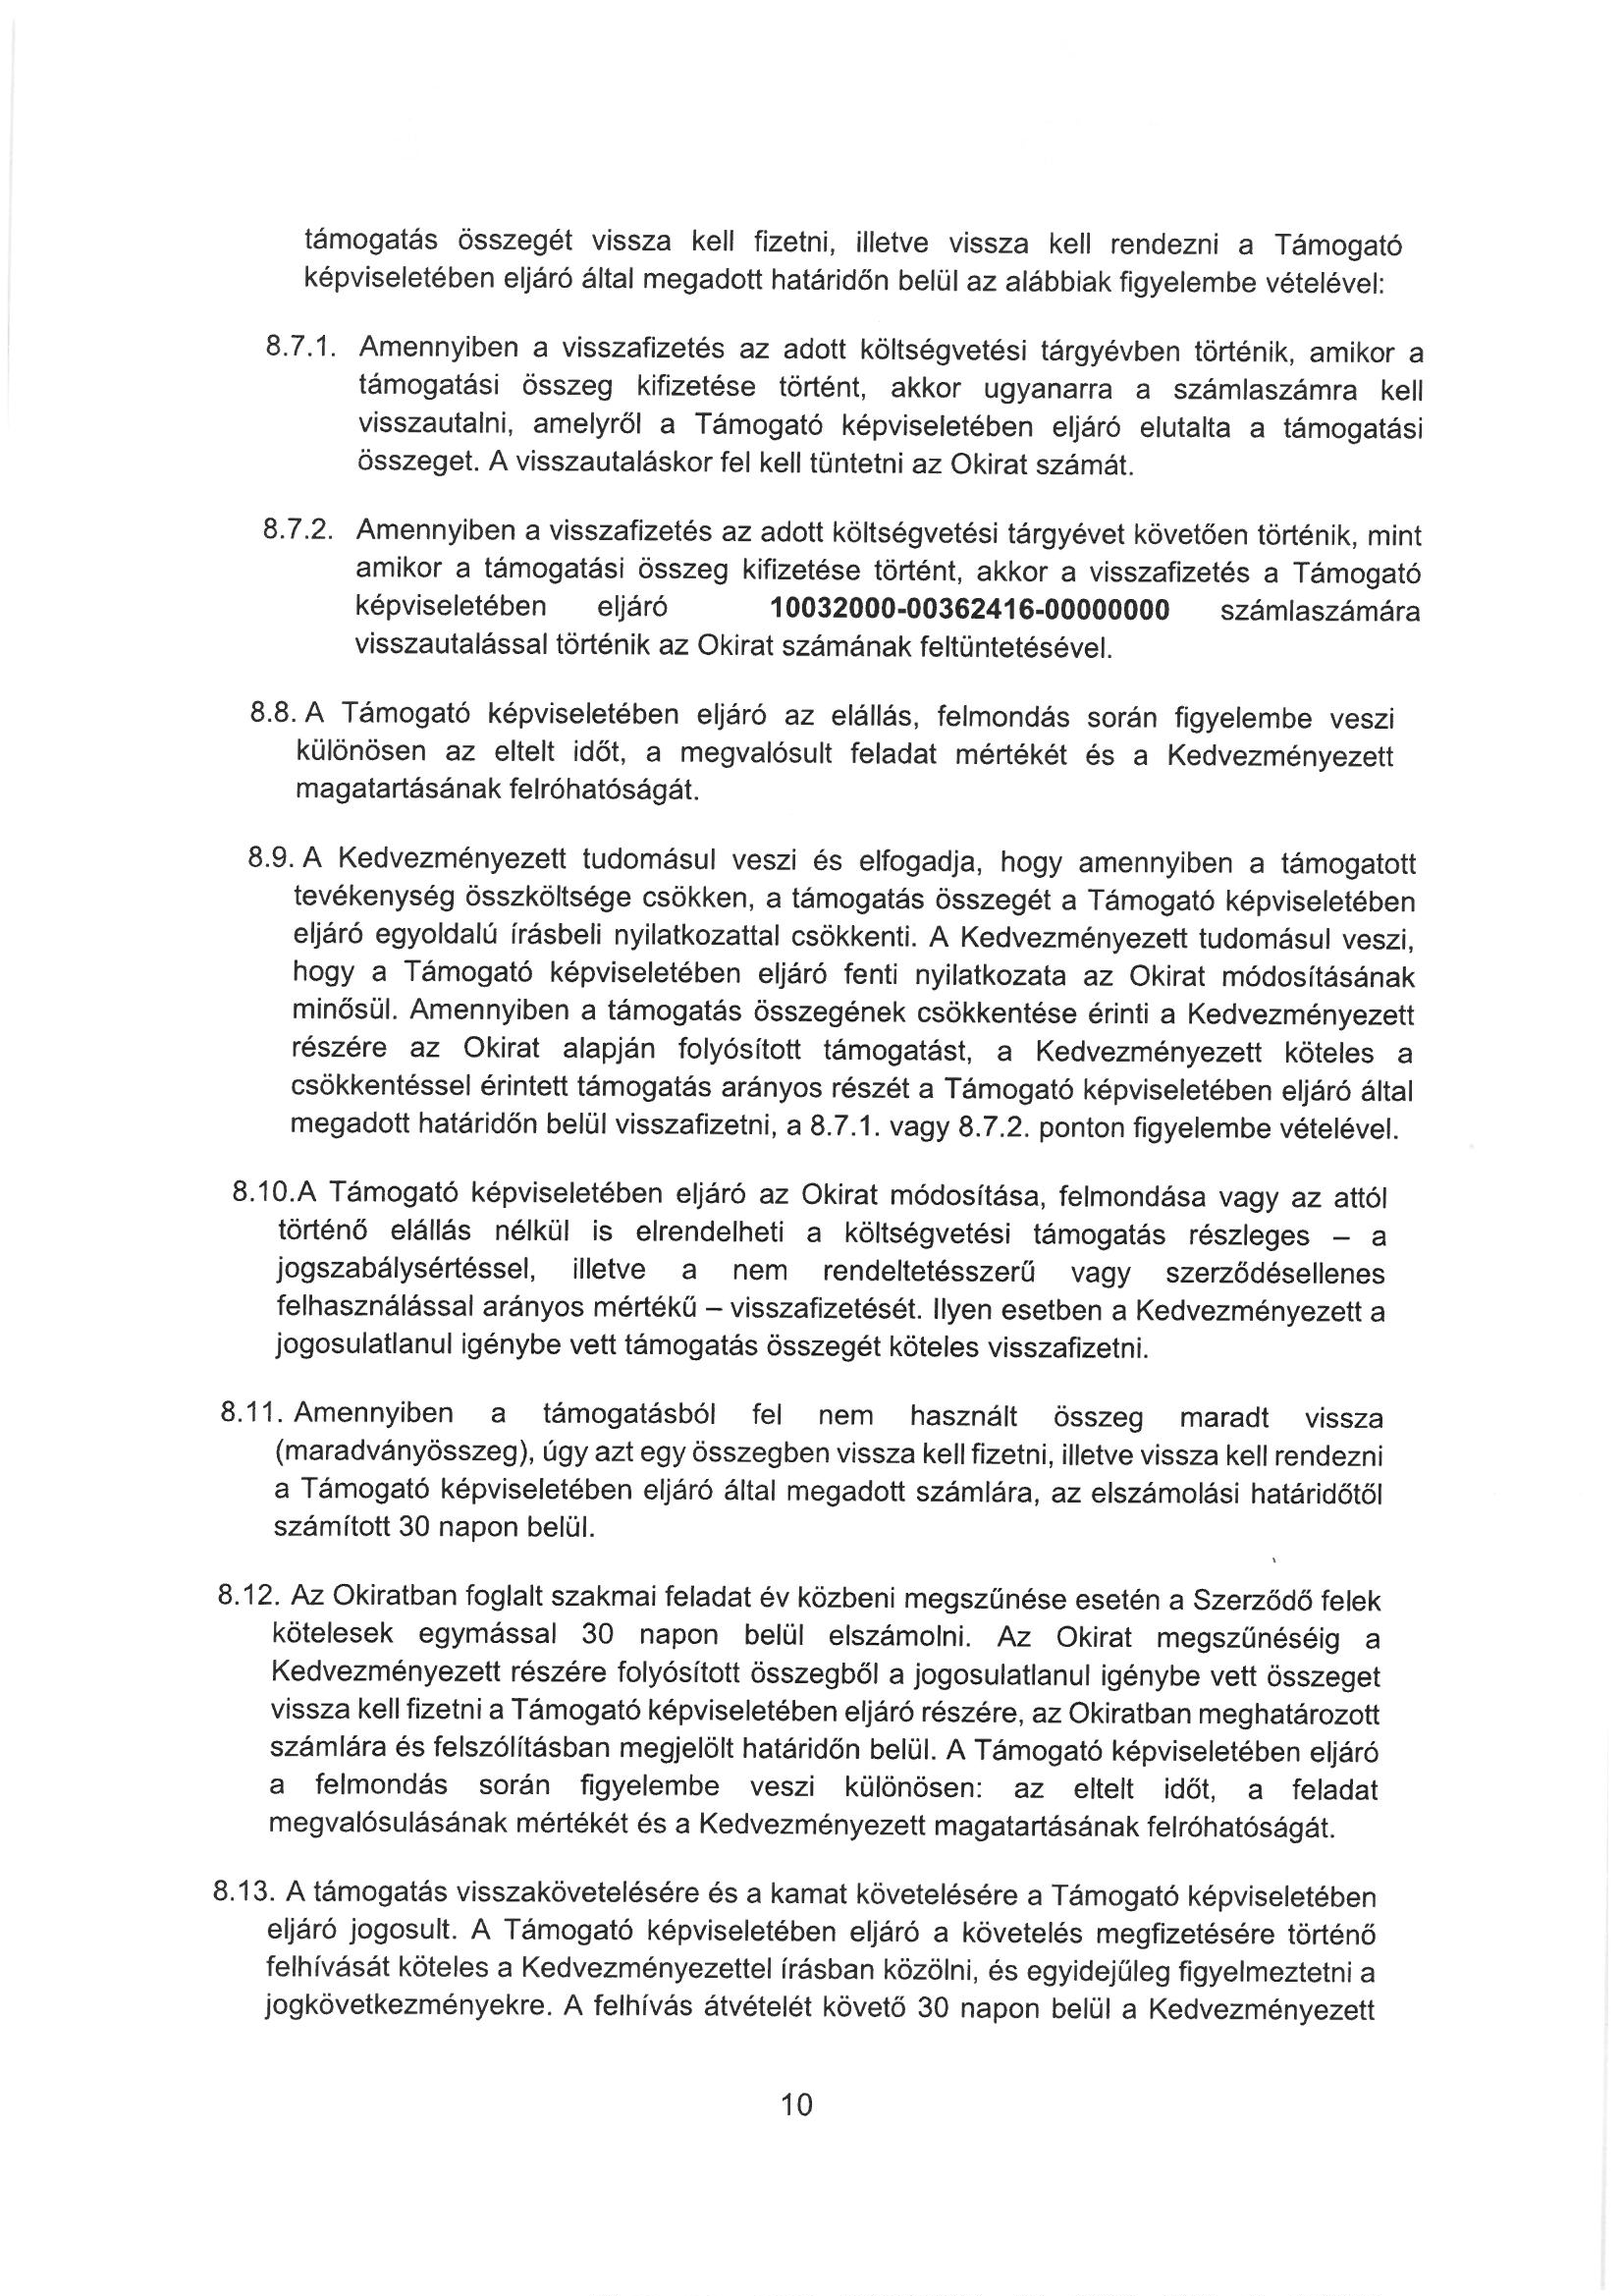 támogatás összegét vissza kell fizetni, illetve vissza kell rendezni a Támogató
képviseletében eljáró által megadott határidőn belül az alábbiak figyelembe vételével:
8.7.1. Amennyiben a visszafizetés az adott költségvetési tárgyévben történik, amikor a
támogatási összeg kifizetése történt, akkor ugyanarra a számlaszámra kell
visszautalni, amelyről a Támogató képviseletében eljáró elutalta a támogatási
összeget. A visszautaláskor fel kell tüntetni az Okirat számát.
8.7.2. Amennyiben a visszafizetés az adott költségvetési tárgyévet követően történik, mint
amikor a támogatási összeg kifizetése történt, akkor a visszafizetés a Támogató
képviseletében eljáró 10032000-00362416-00000000 számlaszámára
visszautalással történik az Okirat számának feltüntetésével.
8.8. A Támogató képviseletében eljáró az elállás, felmondás során figyelembe veszi
különösen az eltelt időt, a megvalósult feladat mértékét és a Kedvezményezett
magatartásának felróhatóságát.
8.9. A Kedvezményezett tudomásul veszi és elfogadja, hogy amennyiben a támogatott
tevékenység összköltsége csökken, a támogatás összegét a Támogató képviseletében
eljáró egyoldalú írásbeli nyilatkozattal csökkenti. A Kedvezményezett tudomásul veszi,
hogy a Támogató képviseletében eljáró fenti nyilatkozata az Okirat módosításának
minősül. Amennyiben a támogatás összegének csökkentése érinti a Kedvezményezett
részére az Okirat alapján folyósított támogatást, a Kedvezményezett köteles a
csökkentéssel érintett támogatás arányos részét a Támogató képviseletében eljáró által
megadott határidőn belül visszafizetni, a 8.7.1. vagy 8.7.2. ponton figyelembe vételével.
8.10.A Támogató képviseletében eljáró az Okirat módosítása, felmondása vagy az attól
történő elállás nélkül is elrendelheti a költségvetési támogatás részleges – a
jogszabálysértéssel, illetve a nem rendeltetésszerű vagy szerződésellenes
felhasználással arányos mértékű – visszafizetését. Ilyen esetben a Kedvezményezett a
jogosulatlanul igénybe vett támogatás összegét köteles visszafizetni.
8.11. Amennyiben a támogatásból fel nem használt összeg maradt vissza
(maradványösszeg), úgy azt egy összegben vissza kell fizetni, illetve vissza kell rendezni
a Támogató képviseletében eljáró által megadott számlára, az elszámolási határidőtől
számított 30 napon belül.
8.12. Az Okiratban foglalt szakmai feladat év közbeni megszűnése esetén a Szerződő felek
kötelesek egymással 30 napon belül elszámolni. Az Okirat megszűnéséig a
Kedvezményezett részére folyósított összegből a jogosulatlanul igénybe vett összeget
vissza kell fizetni a Támogató képviseletében eljáró részére, az Okiratban meghatározott
számlára és felszólításban megjelölt határidőn belül. A Támogató képviseletében eljáró
a felmondás során figyelembe veszi különösen: az eltelt időt, a feladat
megvalósulásának mértékét és a Kedvezményezett magatartásának felróhatóságát.
8.13. A támogatás visszakövetelésére és a kamat követelésére a Támogató képviseletében
eljáró jogosult. A Támogató képviseletében eljáró a követelés megfizetésére történő
felhívását köteles a Kedvezményezettel írásban közölni, és egyidejűleg figyelmeztetni a
jogkövetkezményekre. A felhívás átvételét követő 30 napon belül a Kedvezményezett
10